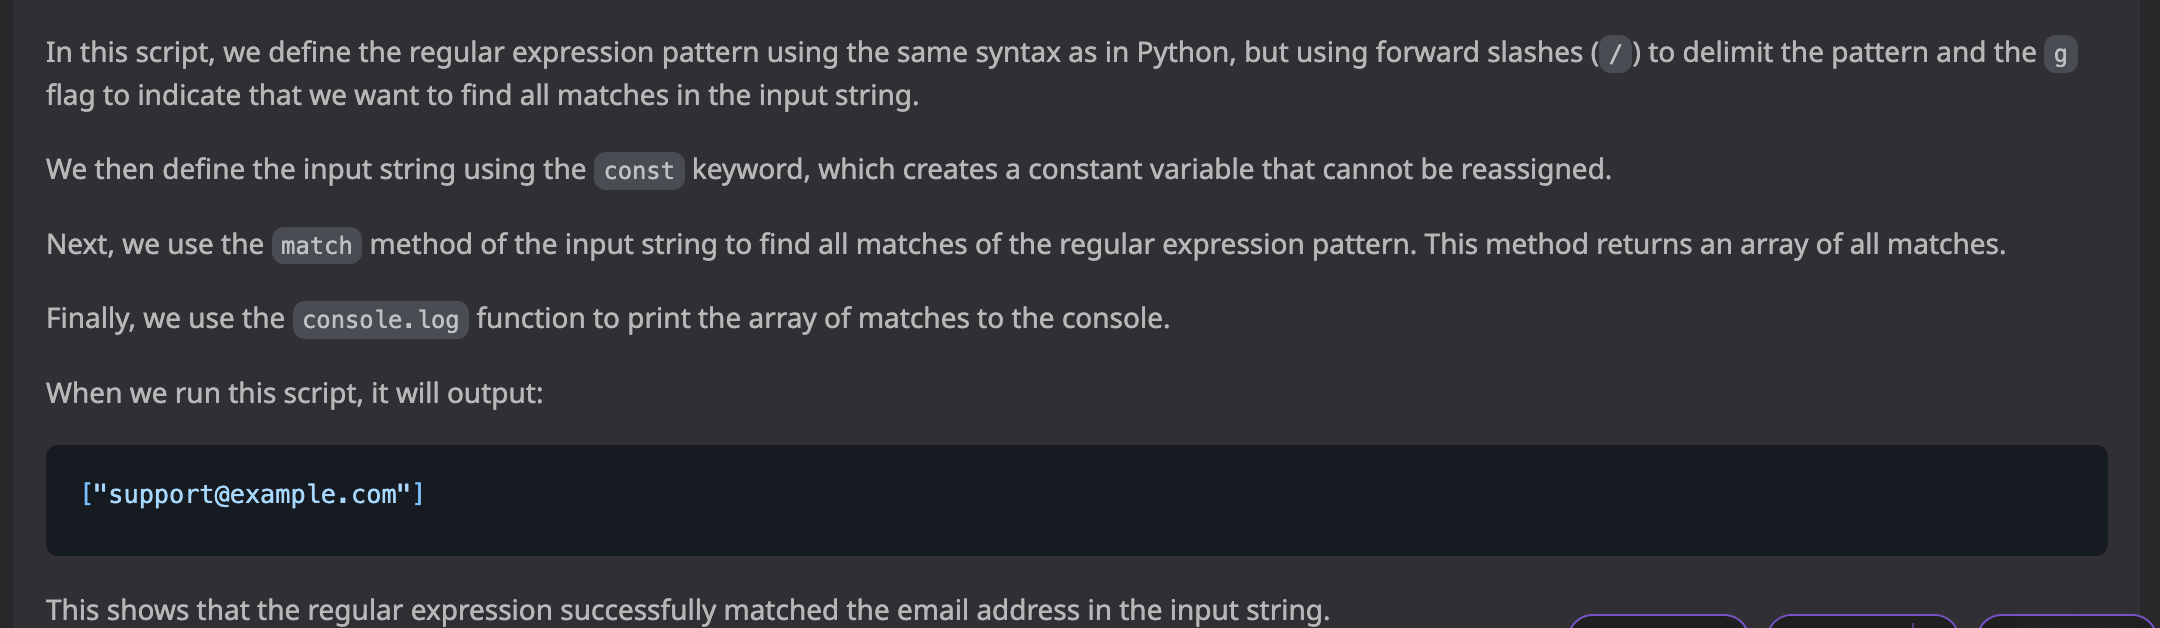 In this script, we define the regular expression pattern using the same syntax as in Python, but using forward slashes (/) to delimit the pattern and the g
flag to indicate that we want to find all matches in the input string.
We then define the input string using the const keyword, which creates a constant variable that cannot be reassigned.
Next, we use the match method of the input string to find all matches of the regular expression pattern. This method returns an array of all matches.
Finally, we use the console.log function to print the array of matches to the console.
When we run this script, it will output:
["support@example.com"]
This shows that the regular expression successfully matched the email address in the input string.